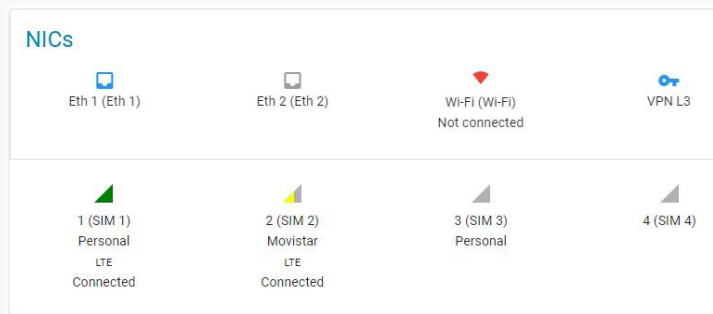 NICs
Eth 1 (Eth 1)
Eth 2 (Eth 2)
Wi-Fi (Wi-Fi)
Not connected
VPN L3
1 (SIM 1)
Personal
LTE
Connected
2 (SIM 2)
Movistar
LTE
Connected
3 (SIM 3)
Personal
4 (SIM 4)